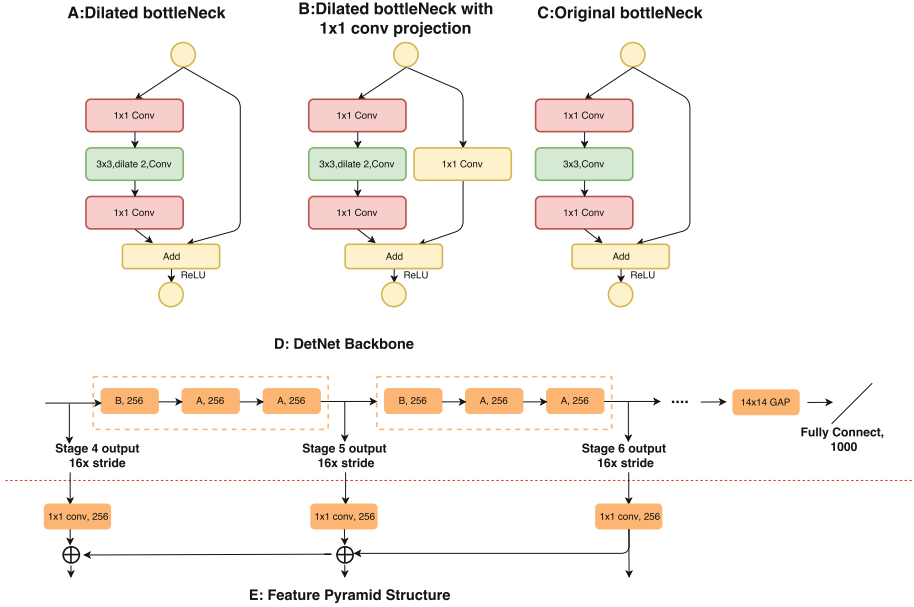 A:Dilated bottleNeck
B:Dilated bottleNeck with
1x1 conv projection
C:Original bottleNeck
1x1 Conv
3x3,dilate 2,Conv
1x1 Conv
Add
ReLU
1x1 Conv
3x3,dilate 2,Conv
1x1 Conv
1x1 Conv
Add
ReLU
1x1 Conv
3x3,Conv
1x1 Conv
Add
ReLU
D: DetNet Backbone
B, 256
A, 256
A, 256
B, 256
A, 256
A, 256
....
14x14 GAP
Fully Connect,
1000
Stage 4 output
16x stride
Stage 5 output
16x stride
Stage 6 output
16x stride
1x1 conv, 256
1x1 conv, 256
1x1 conv, 256
E: Feature Pyramid Structure